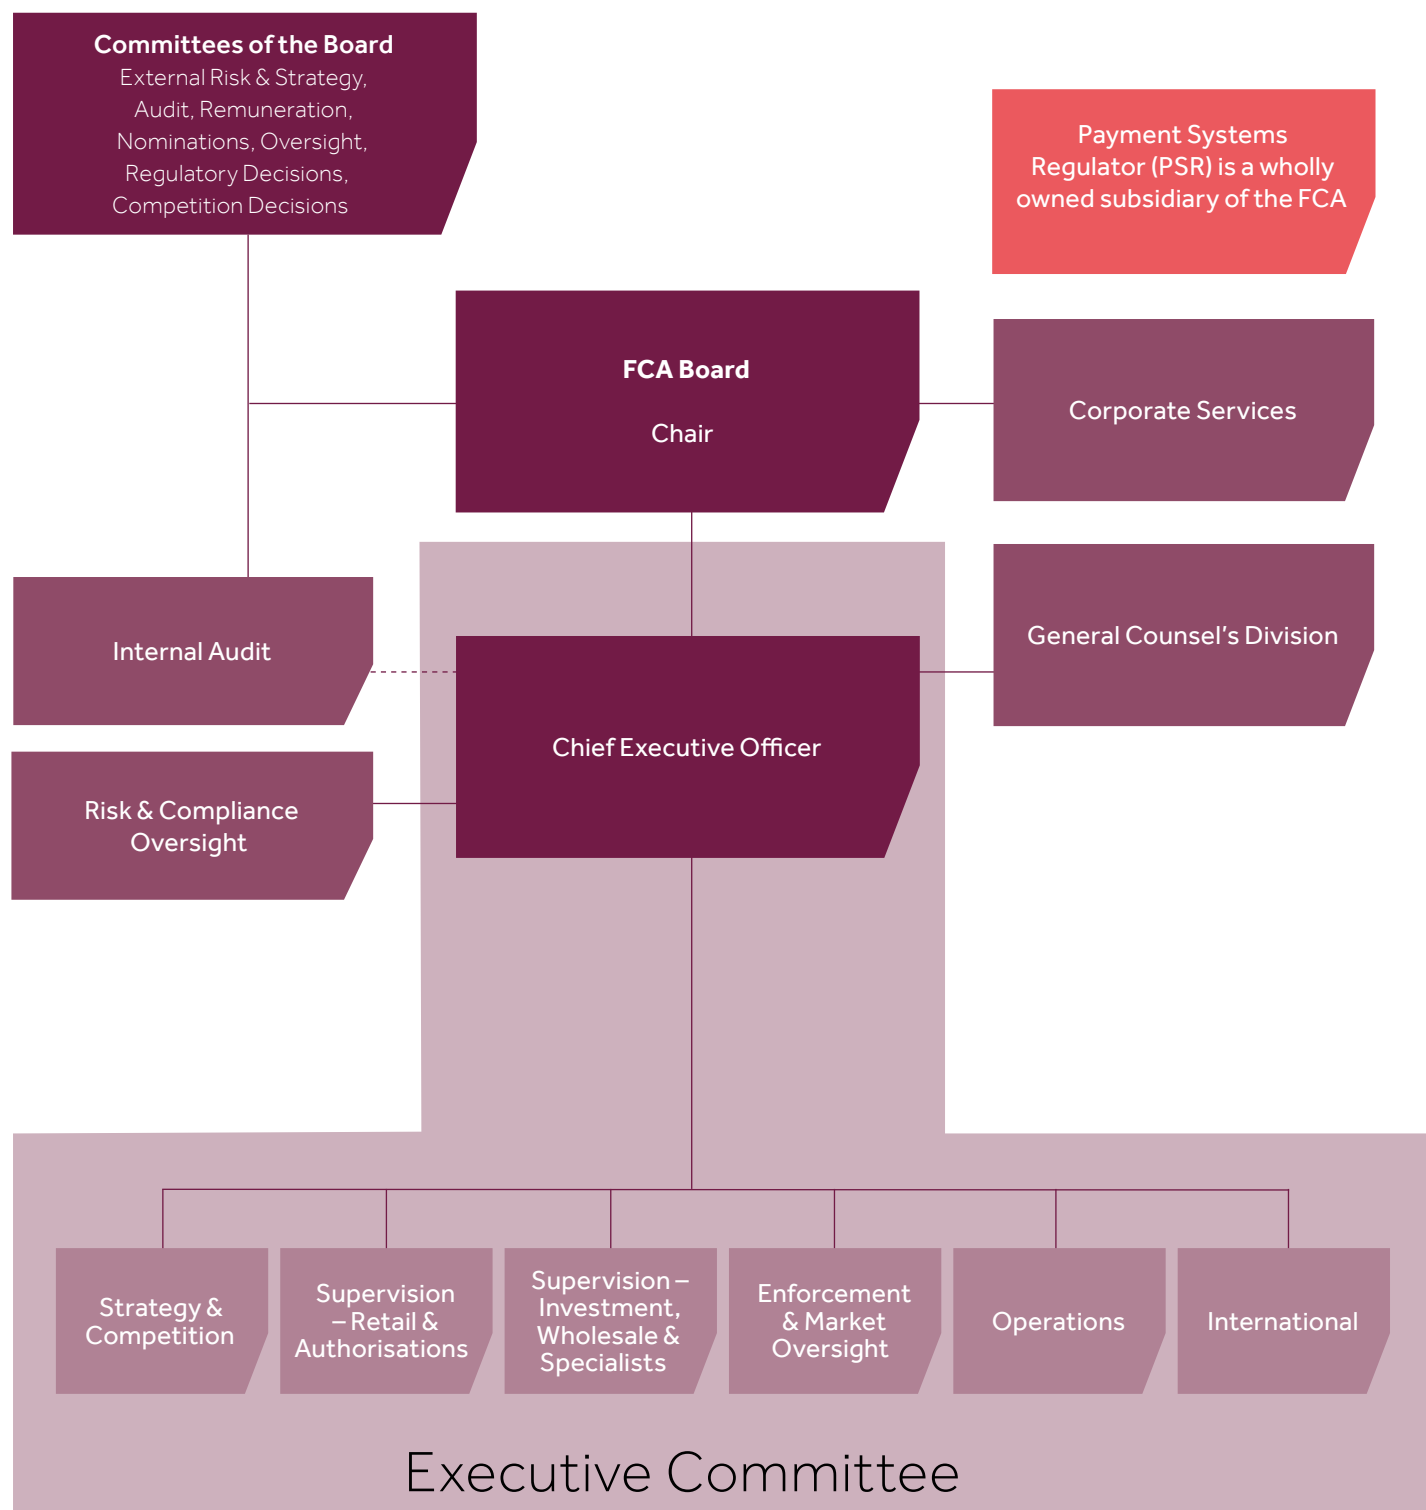 Committees of the Board
External Risk & Strategy,
Audit, Remuneration,
Nominations, Oversight,
Regulatory Decisions,
Competition Decisions
Payment Systems
Regulator (PSR) is a wholly
owned subsidiary of the FCA
FCA Board
Chair
Corporate Services
Internal Audit
General Counsel’s Division
Chief Executive Officer
Risk & Compliance
Oversight
Strategy &
Competition
Supervision
– Retail &
Authorisations
Supervision –
Investment,
Wholesale &
Specialists
Enforcement
& Market
Oversight
Operations
International
Executive Committee